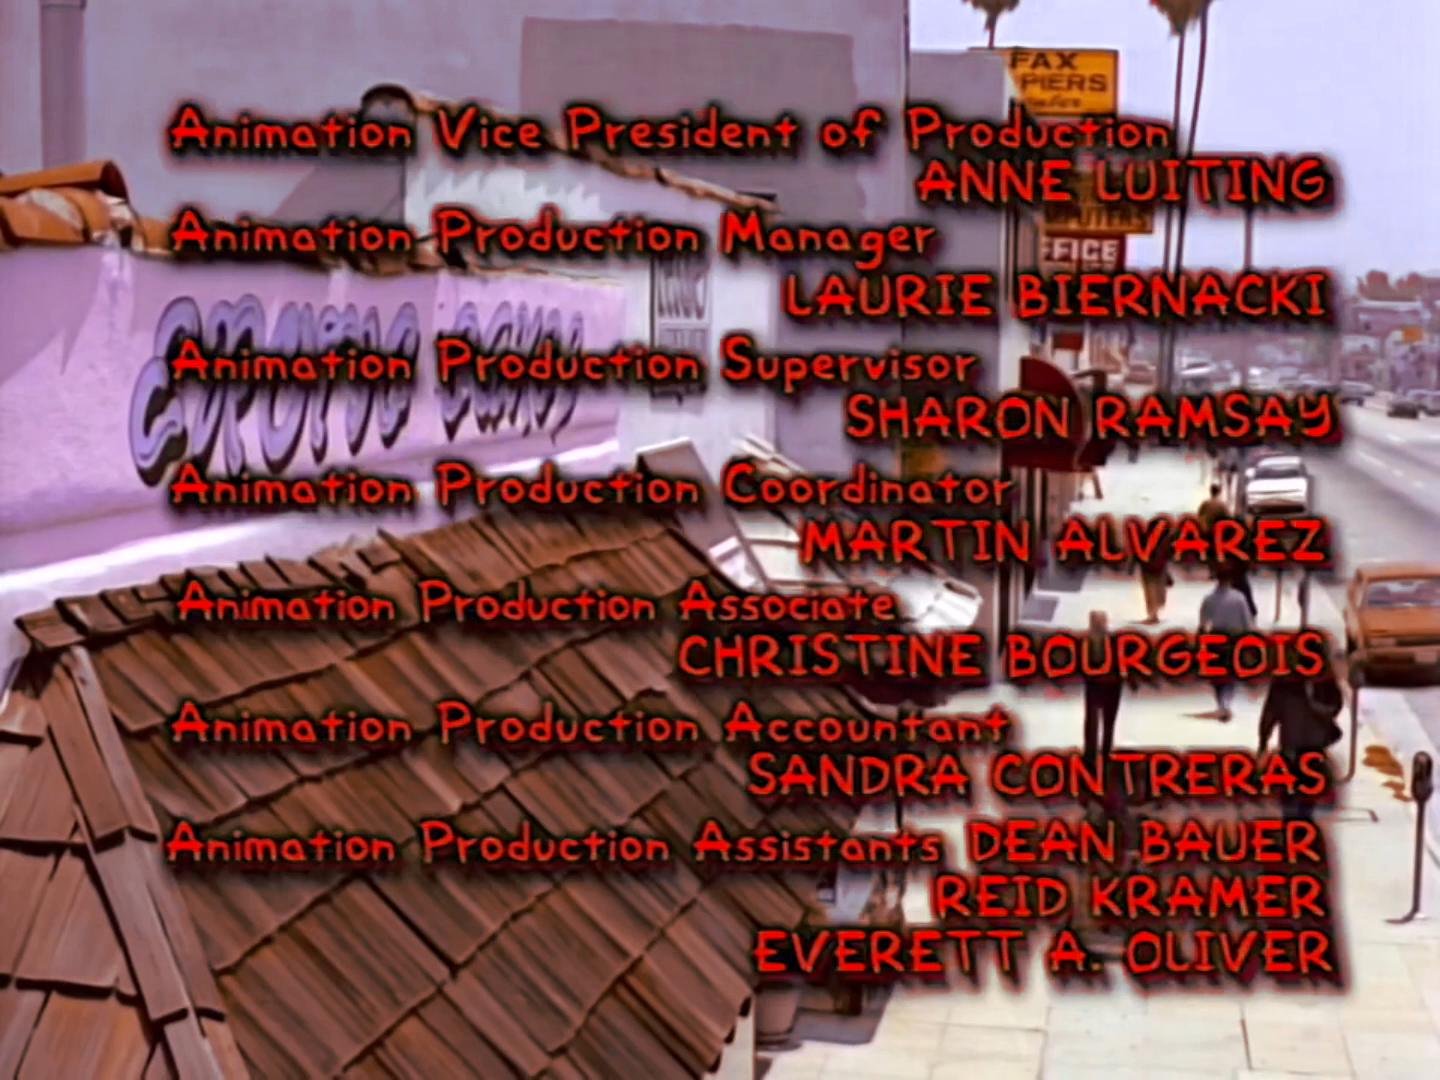 Animation Vice President of Production
ANNE LUITING
Animation Production Manager
LAURIE BIERNACKI
Animation Production Supervisor
SHARON RAMSAY
Animation Production Coordinator
MARTIN ALVAREZ
Animation Production Associate
CHRISTINE BOURGEOIS
Animation Production Accountant
SANDRA CONTRERAS
Animation Production Assistants DEAN BAUER
REID KRAMER
EVERETT A. OLIVER
FAX